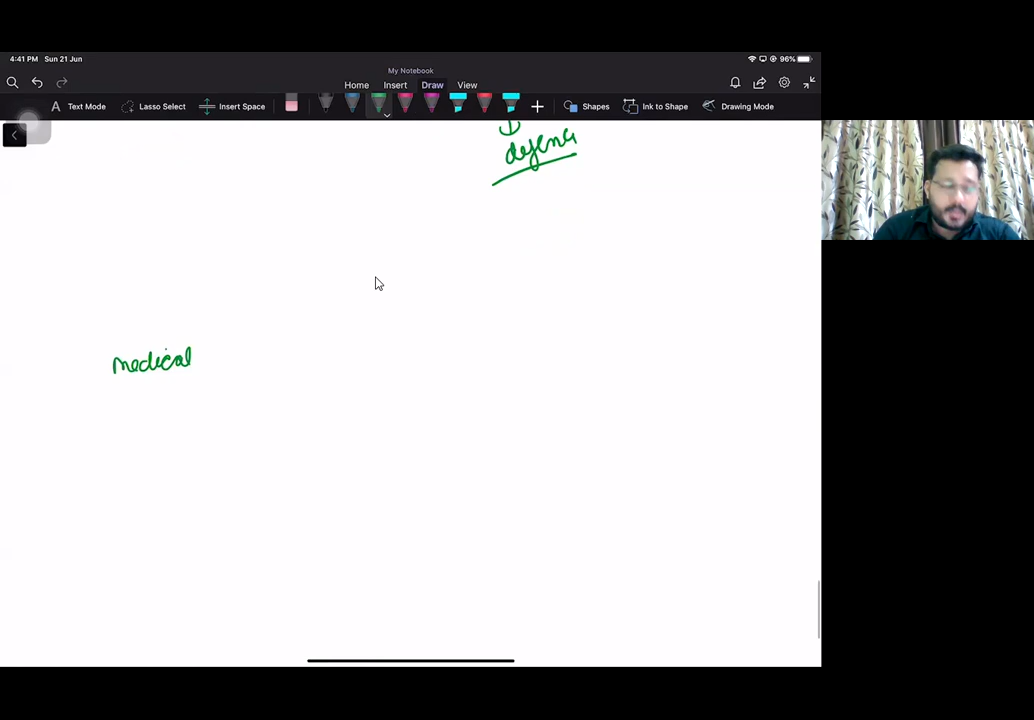 4:41 PM Sun 21 Jun
96%
My Notebook
Home Insert Draw View
Text Mode Lasso Select Insert Space Shapes Ink to Shape Drawing Mode
medical